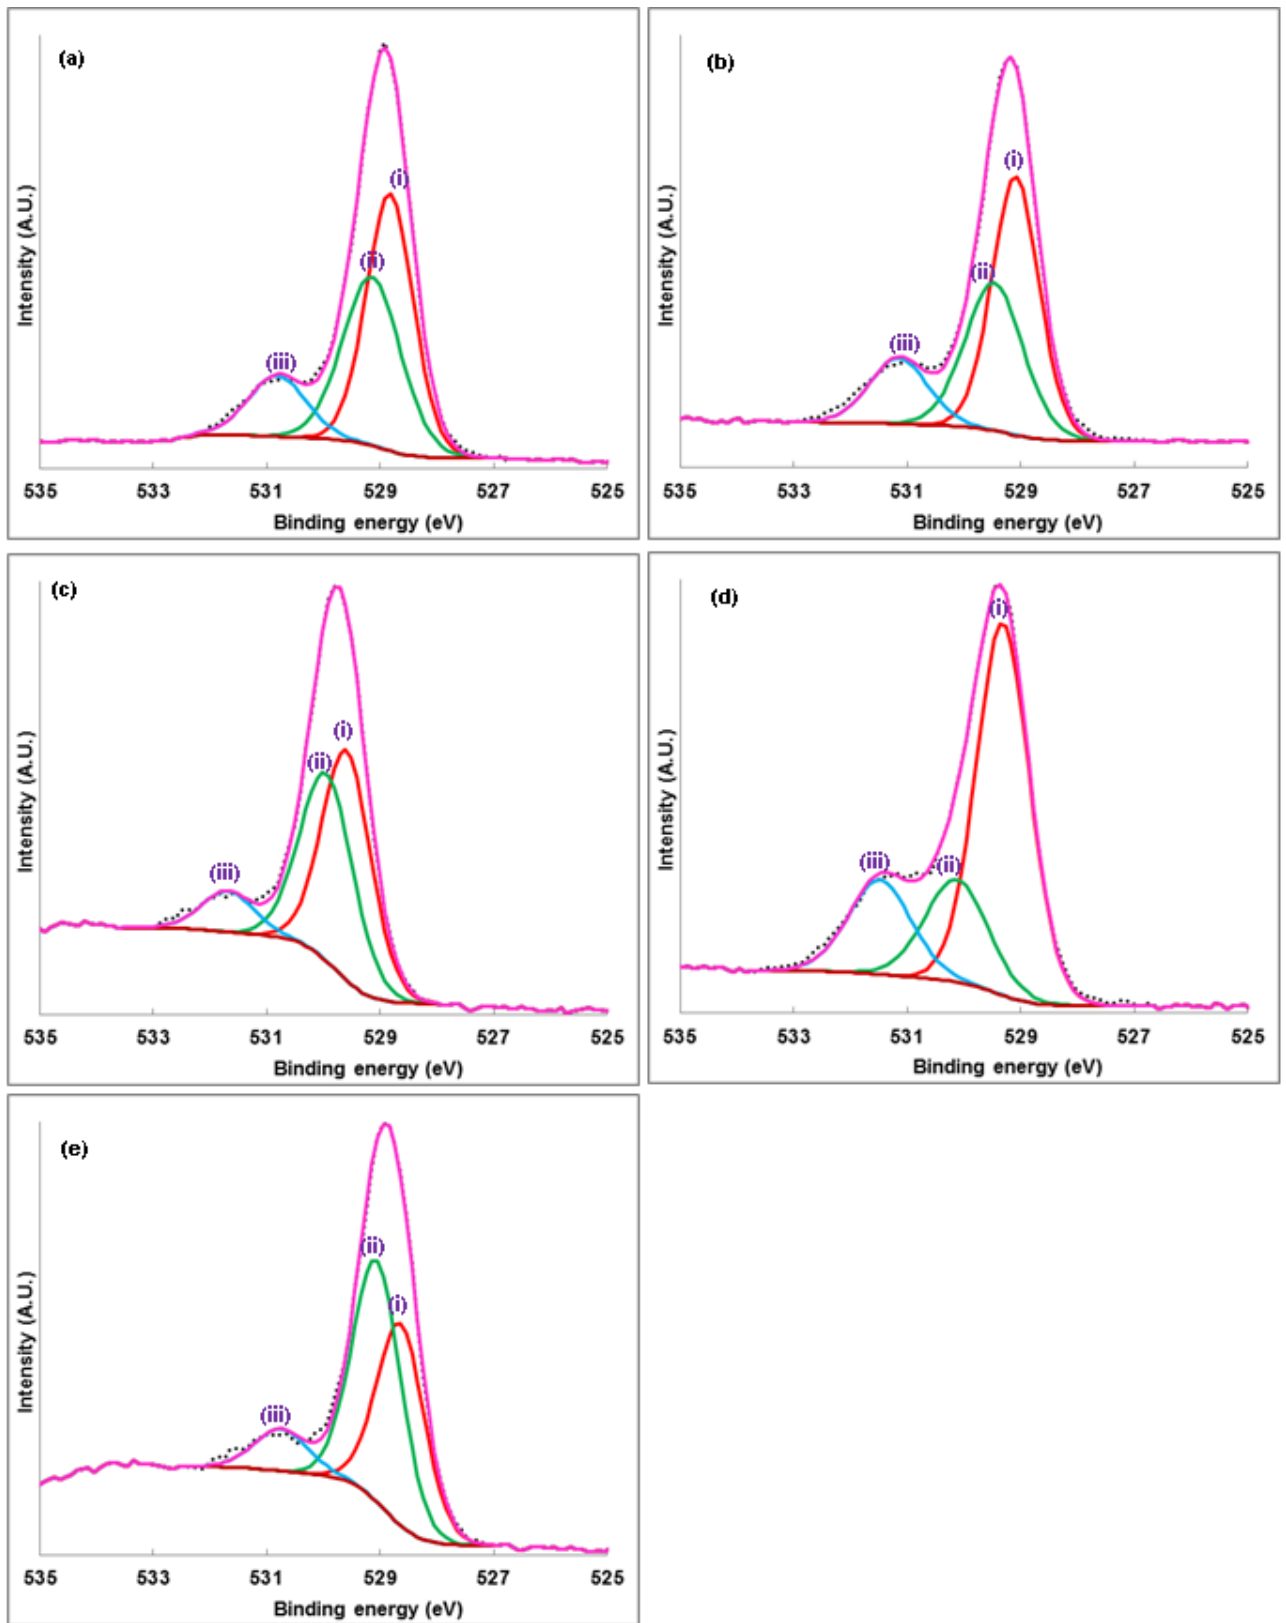 (a)
(i)
(ii)
(iii)
Intensity (A.U.)
535 533 531 529 527 525
Binding energy (eV)
(b)
(i)
(ii)
(iii)
Intensity (A.U.)
535 533 531 529 527 525
Binding energy (eV)
(c)
(i)
(ii)
(iii)
Intensity (A.U.)
535 533 531 529 527 525
Binding energy (eV)
(d)
(i)
(iii) (ii)
Intensity (A.U.)
535 533 531 529 527 525
Binding energy (eV)
(e)
(ii)
(i)
(iii)
Intensity (A.U.)
535 533 531 529 527 525
Binding energy (eV)